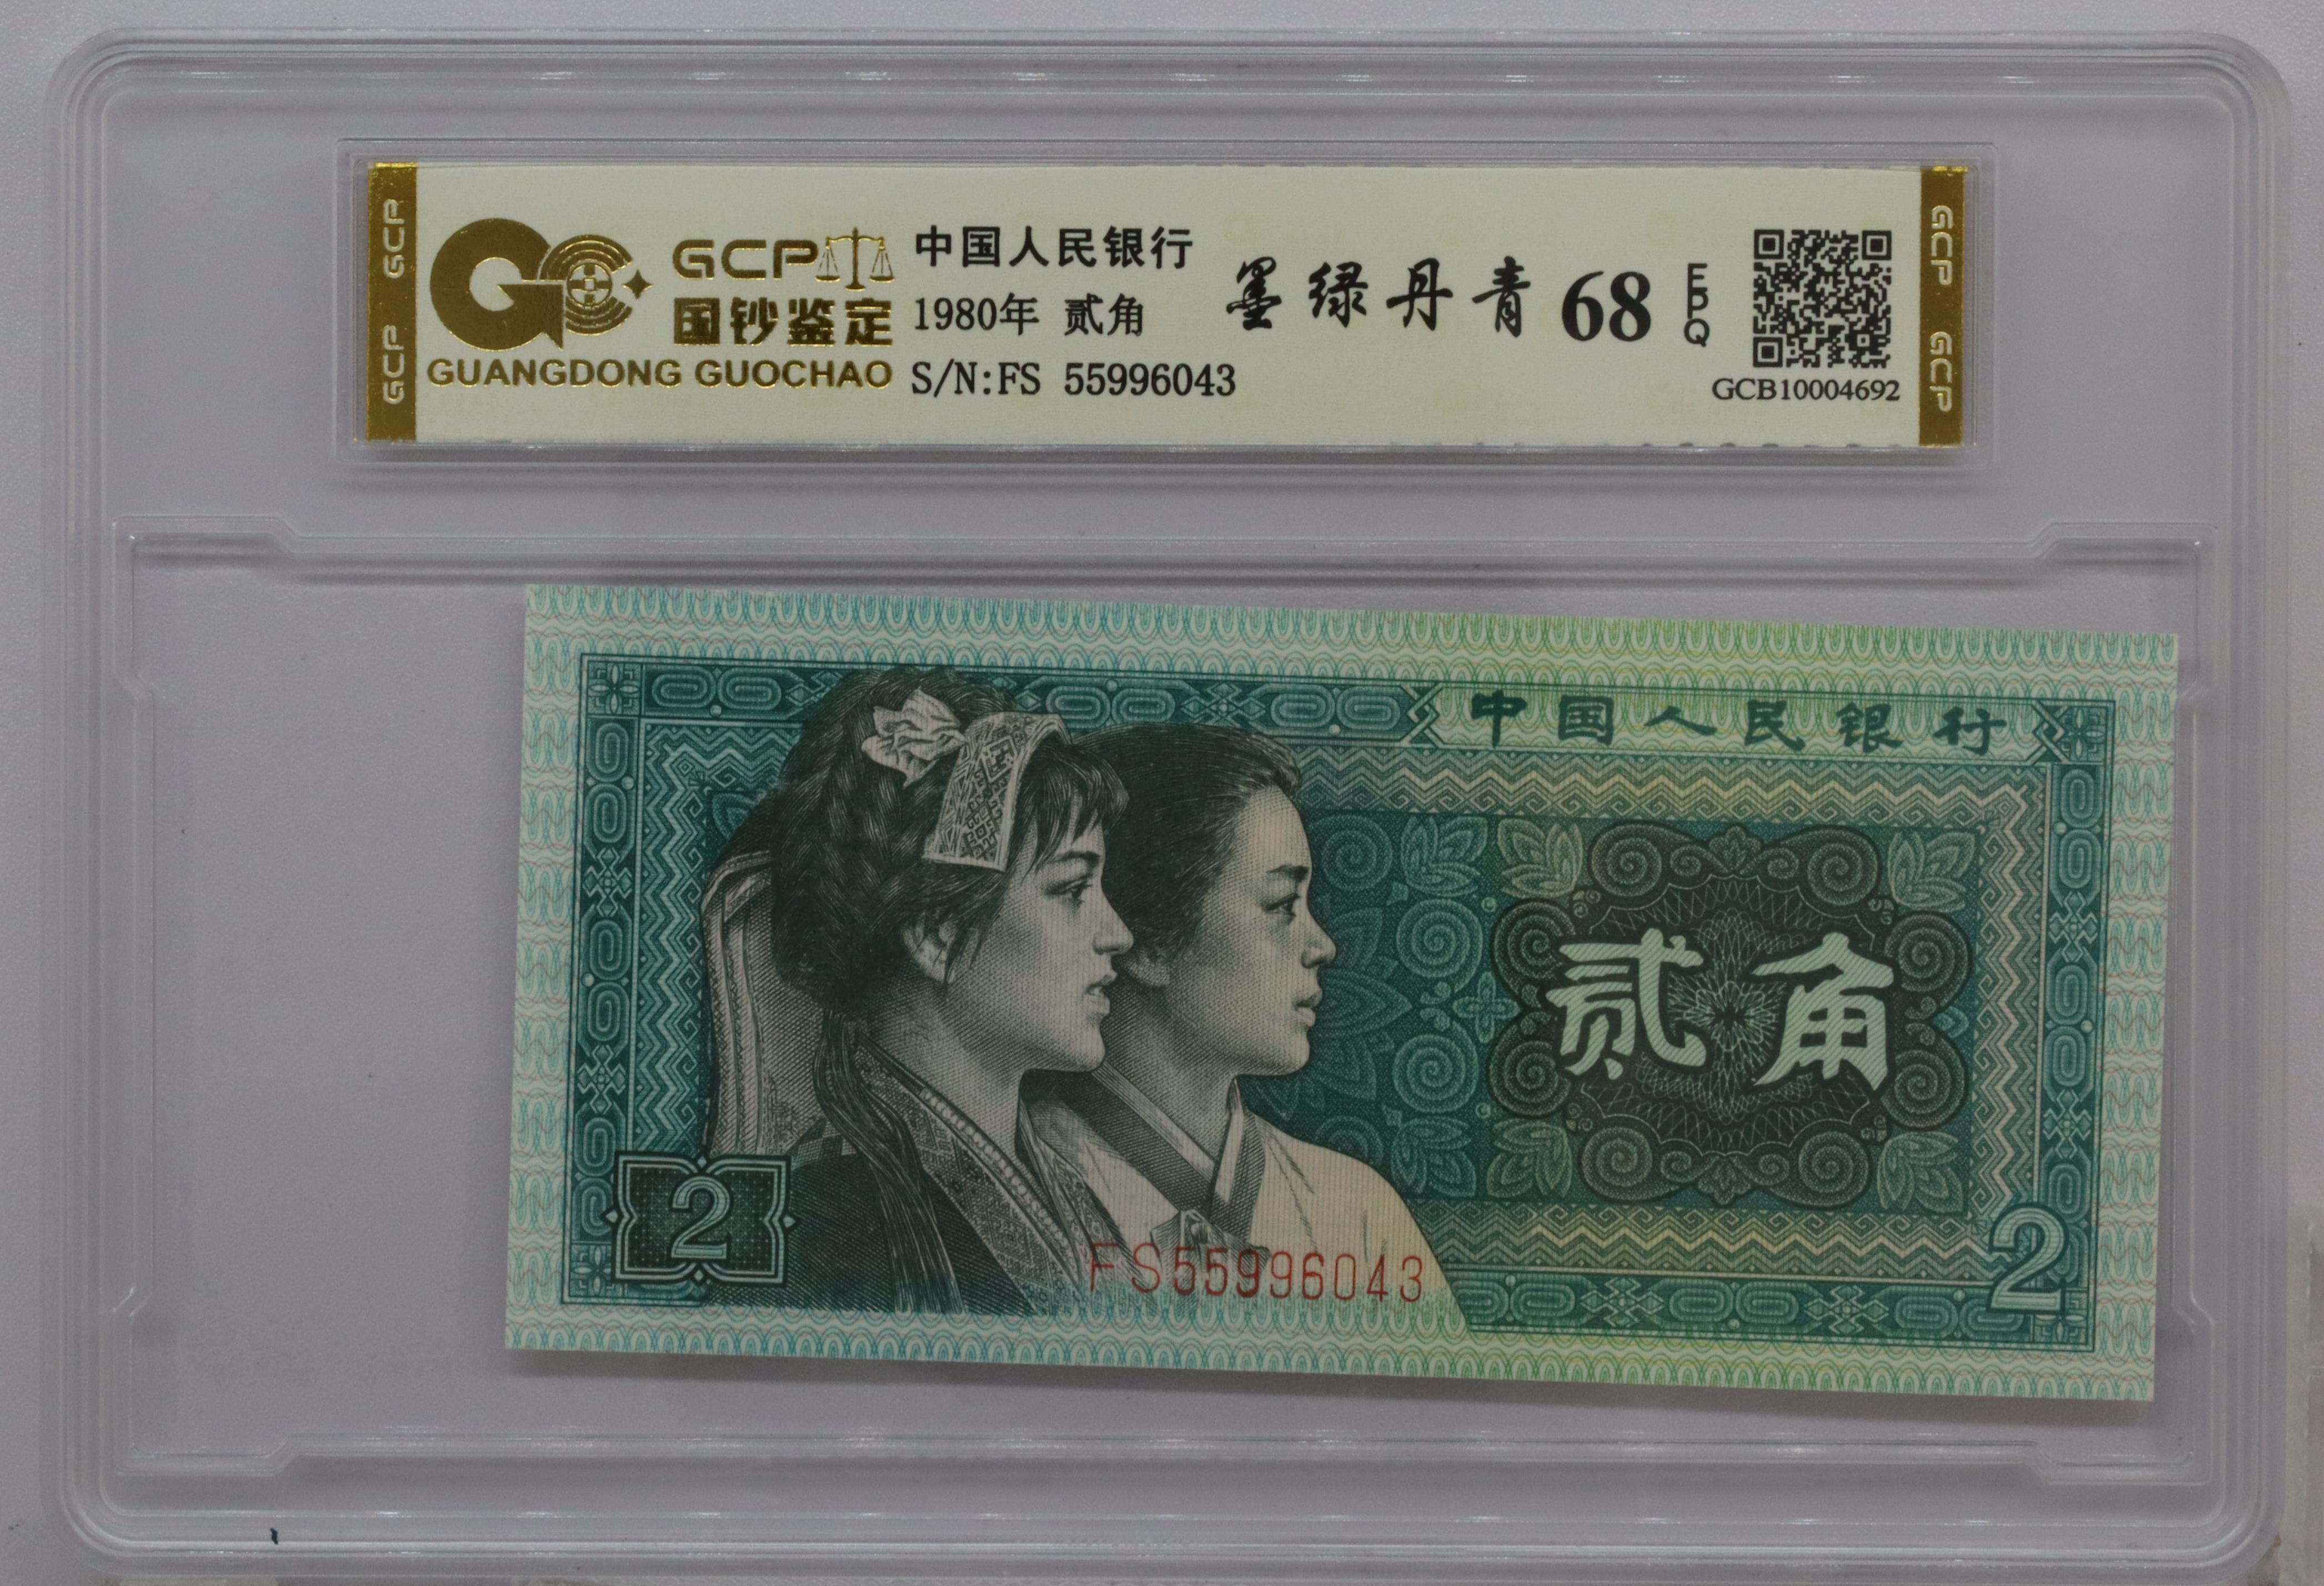 GCP GCP
GCP
国钞鉴定
GUANGDONG GUOCHAO
中国人民银行
1980年 贰角
S/N:FS 55996043
墨绿丹青
68
EPQ
GCB10004692
GCP GCP
中国人民银行
贰角
2
FS55996043
2